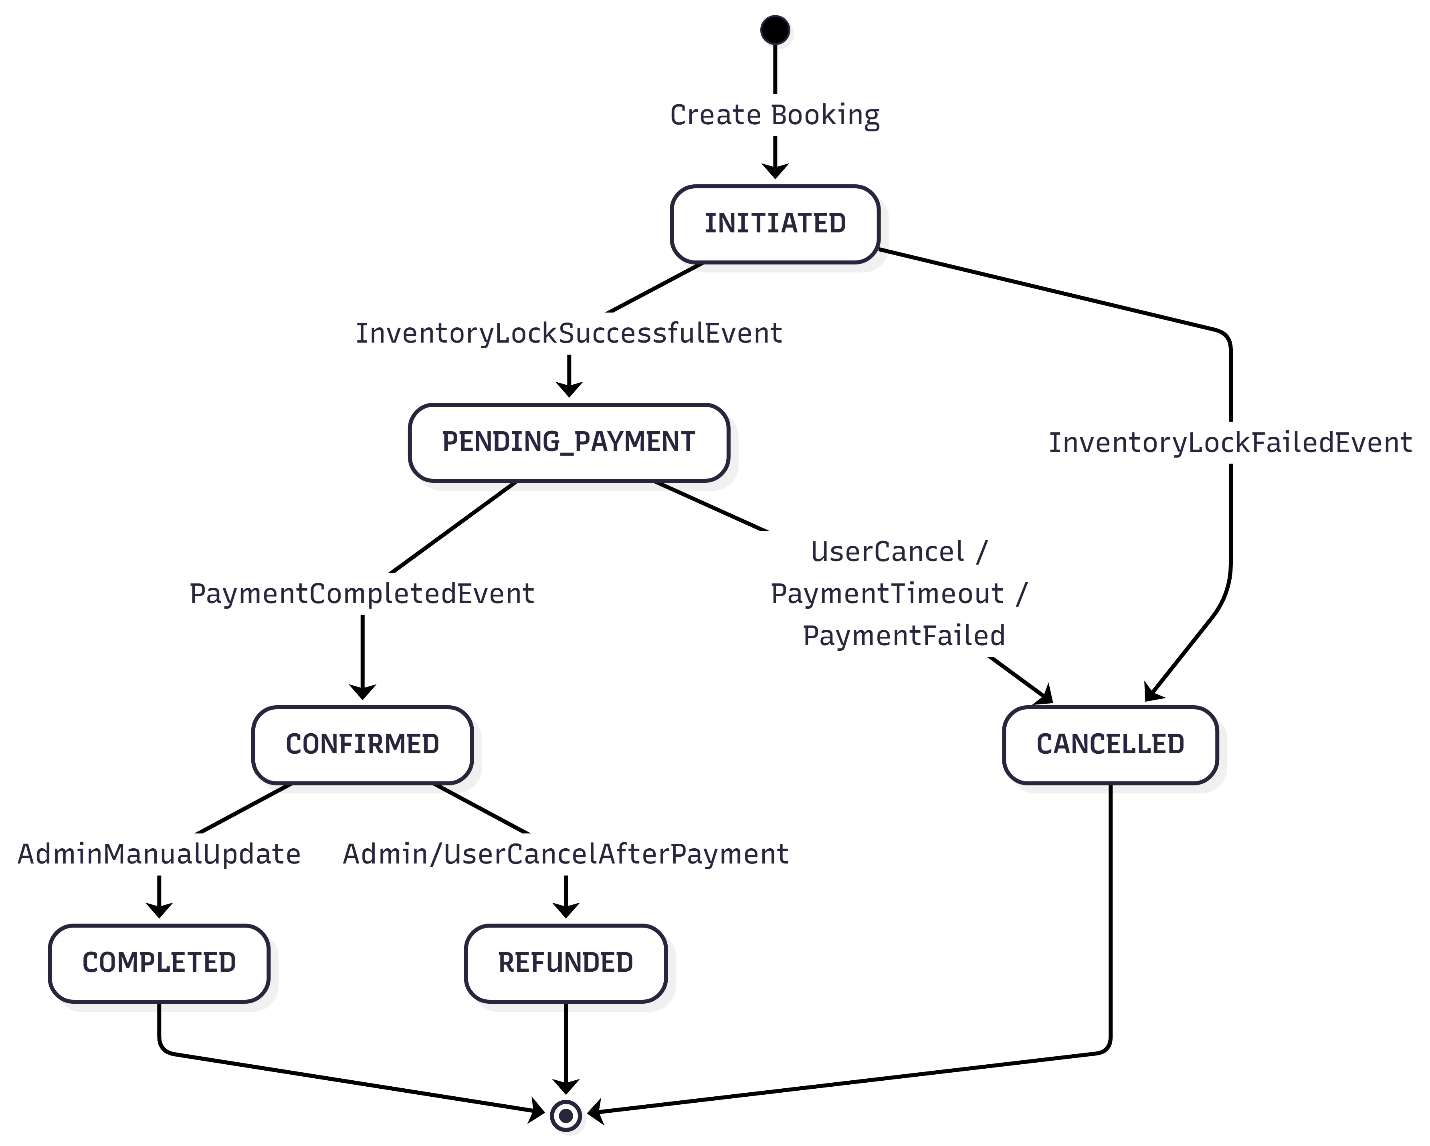 Create Booking
INITIATED
InventoryLockSuccessfulEvent
PENDING_PAYMENT
InventoryLockFailedEvent
UserCancel /
PaymentTimeout /
PaymentFailed
PaymentCompletedEvent
CONFIRMED
CANCELLED
AdminManualUpdate
Admin/UserCancelAfterPayment
COMPLETED
REFUNDED